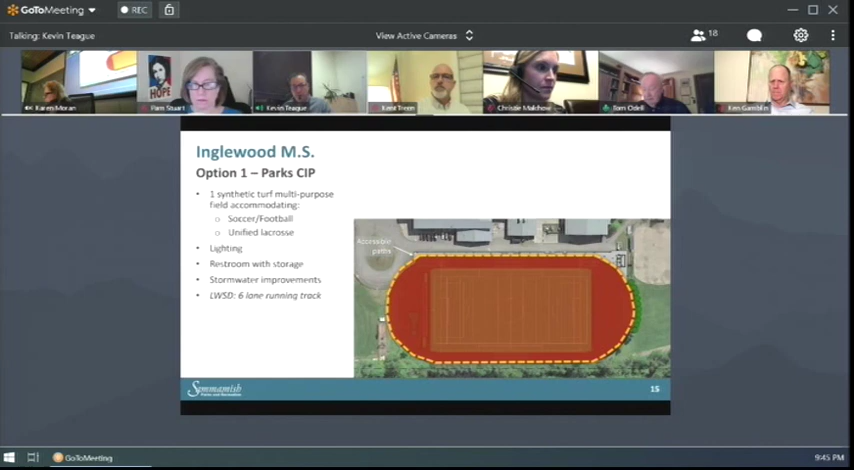 GoToMeeting
REC
Talking: Kevin Teague
View Active Cameras
18
HOPE
Karen Moran
Pam Stuart
Kevin Teague
Kent Treen
Christie Malchow
Tom Odell
Ken Gamblin
Inglewood M.S.
Option 1 – Parks CIP
• 1 synthetic turf multi-purpose
field accommodating:
o Soccer/Football
o Unified lacrosse
• Lighting
• Restroom with storage
• Stormwater improvements
• LWSD: 6 lane running track
Accessible
paths
Sammamish
Parks and Recreation
15
GoToMeeting
9:45 PM